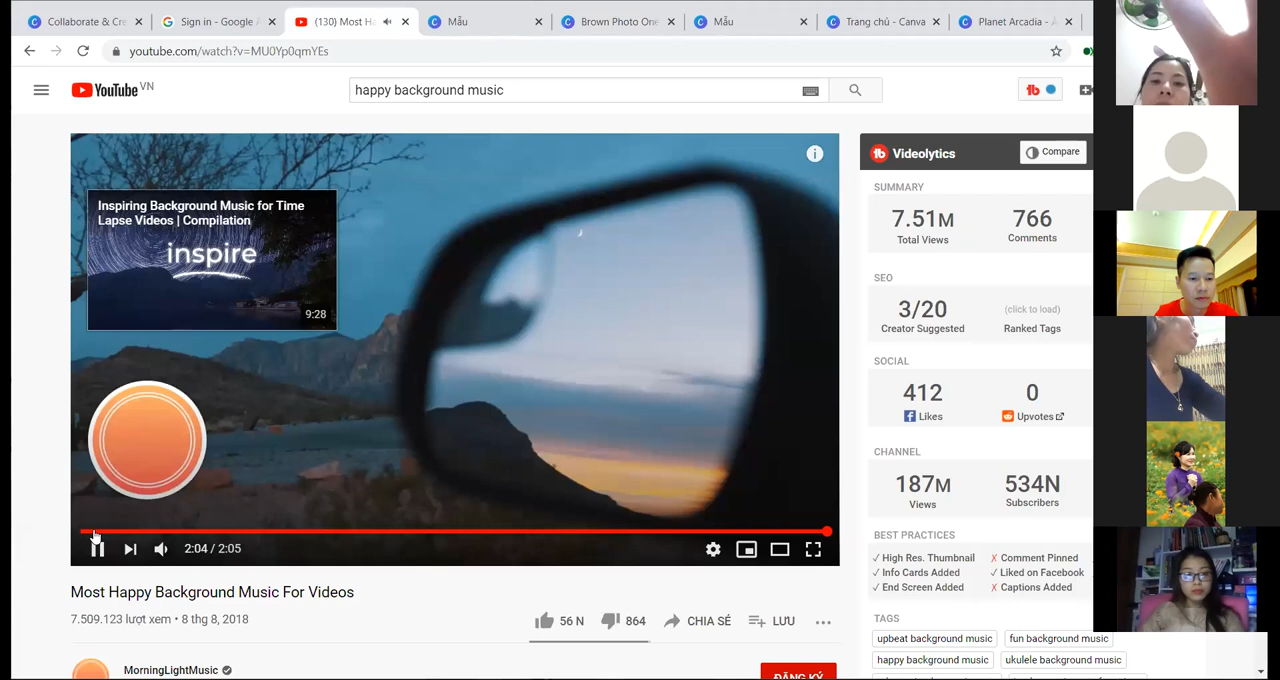 Collaborate & Cre
Sign in - Google A
(130) Most H
Mẫu
Brown Photo One
Mẫu
Trang chủ - Canva
Planet Arcadia - A
youtube.com/watch?v=MU0Yp0qmYEs
YouTube VN
happy background music
Inspiring Background Music for Time
Lapse Videos | Compilation
inspire
9:28
2:04 / 2:05
Most Happy Background Music For Videos
7.509.123 lượt xem • 8 thg 8, 2018
56 N
864
CHIA SẺ
LƯU
MorningLightMusic
ĐĂNG KÝ
tb
Videolytics
Compare
SUMMARY
7.51M
766
Total Views
Comments
SEO
3/20
(click to load)
Creator Suggested
Ranked Tags
SOCIAL
412
0
Likes
Upvotes
CHANNEL
187M
534N
Views
Subscribers
BEST PRACTICES
✓ High Res. Thumbnail
✗ Comment Pinned
✓ Info Cards Added
✓ Liked on Facebook
✓ End Screen Added
✗ Captions Added
TAGS
upbeat background music
fun background music
happy background music
ukulele background music